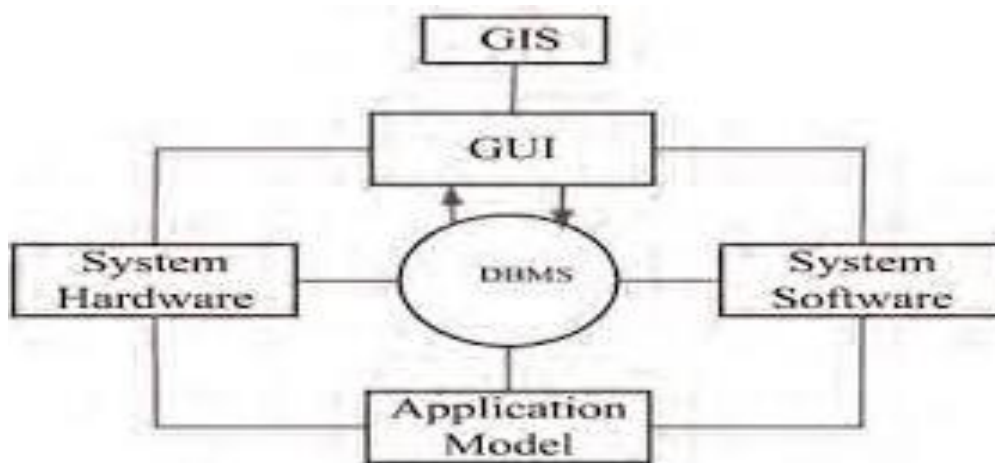 GIS
GUI
System
Hardware
DBMS
System
Software
Application
Model